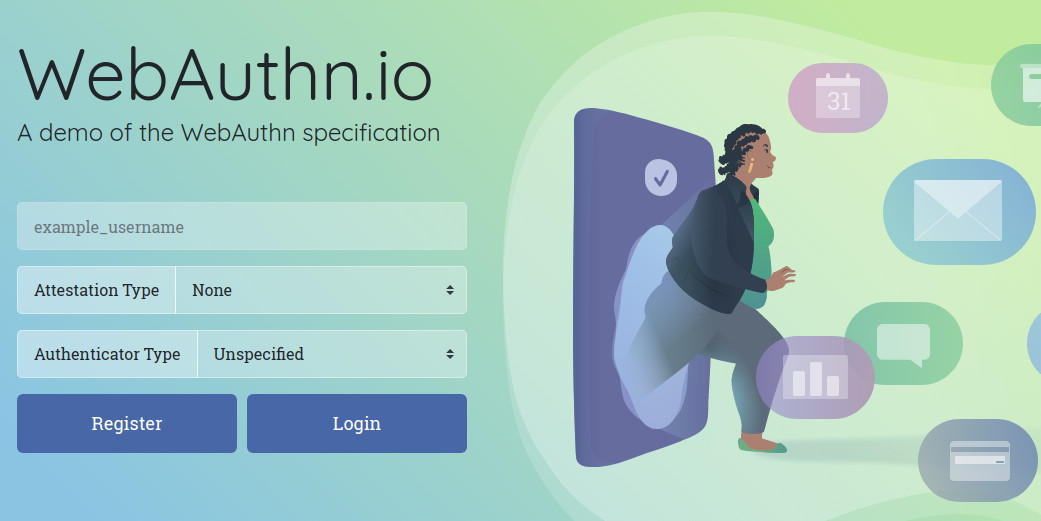 WebAuthn.io
A demo of the WebAuthn specification
example_username
Attestation Type None
Authenticator Type Unspecified
Register Login
31